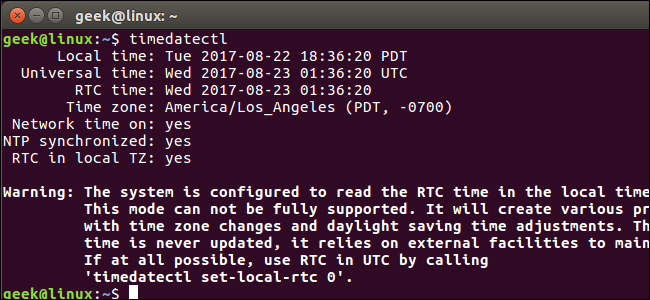 geek@linux: ~
geek@linux:~$ timedatectl
Local time: Tue 2017-08-22 18:36:20 PDT
Universal time: Wed 2017-08-23 01:36:20 UTC
RTC time: Wed 2017-08-23 01:36:20
Time zone: America/Los_Angeles (PDT, -0700)
Network time on: yes
NTP synchronized: yes
RTC in local TZ: yes
Warning: The system is configured to read the RTC time in the local time
This mode can not be fully supported. It will create various pr
with time zone changes and daylight saving time adjustments. Th
time is never updated, it relies on external facilities to main
If at all possible, use RTC in UTC by calling
'timedatectl set-local-rtc 0'.
geek@linux:~$